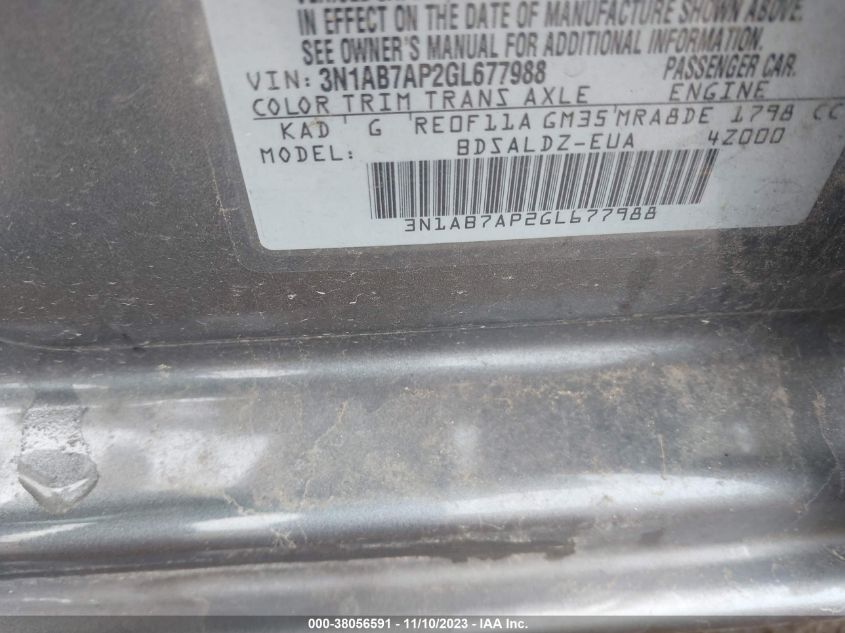 IN EFFECT ON THE DATE OF MANUFACTURE SHOWN ABOVE.
SEE OWNER'S MANUAL FOR ADDITIONAL INFORMATION.
VIN: 3N1AB7AP2GL677988 PASSENGER CAR.
COLOR TRIM TRANS AXLE ENGINE
KAD G RE0F11A GM35 MRA8DE 1798 CC
MODEL: BDSALDZ-EUA 4Z000
3N1AB7AP2GL677988
000-38056591 - 11/10/2023 - IAA Inc.